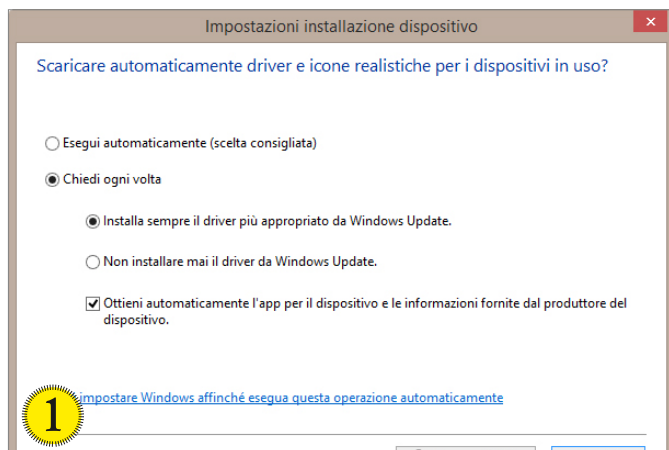 Impostazioni installazione dispositivo
Scaricare automaticamente driver e icone realistiche per i dispositivi in uso?
Esegui automaticamente (scelta consigliata)
Chiedi ogni volta
Installa sempre il driver più appropriato da Windows Update.
Non installare mai il driver da Windows Update.
Ottieni automaticamente l'app per il dispositivo e le informazioni fornite dal produttore del
dispositivo.
impostare Windows affinché esegua questa operazione automaticamente
1